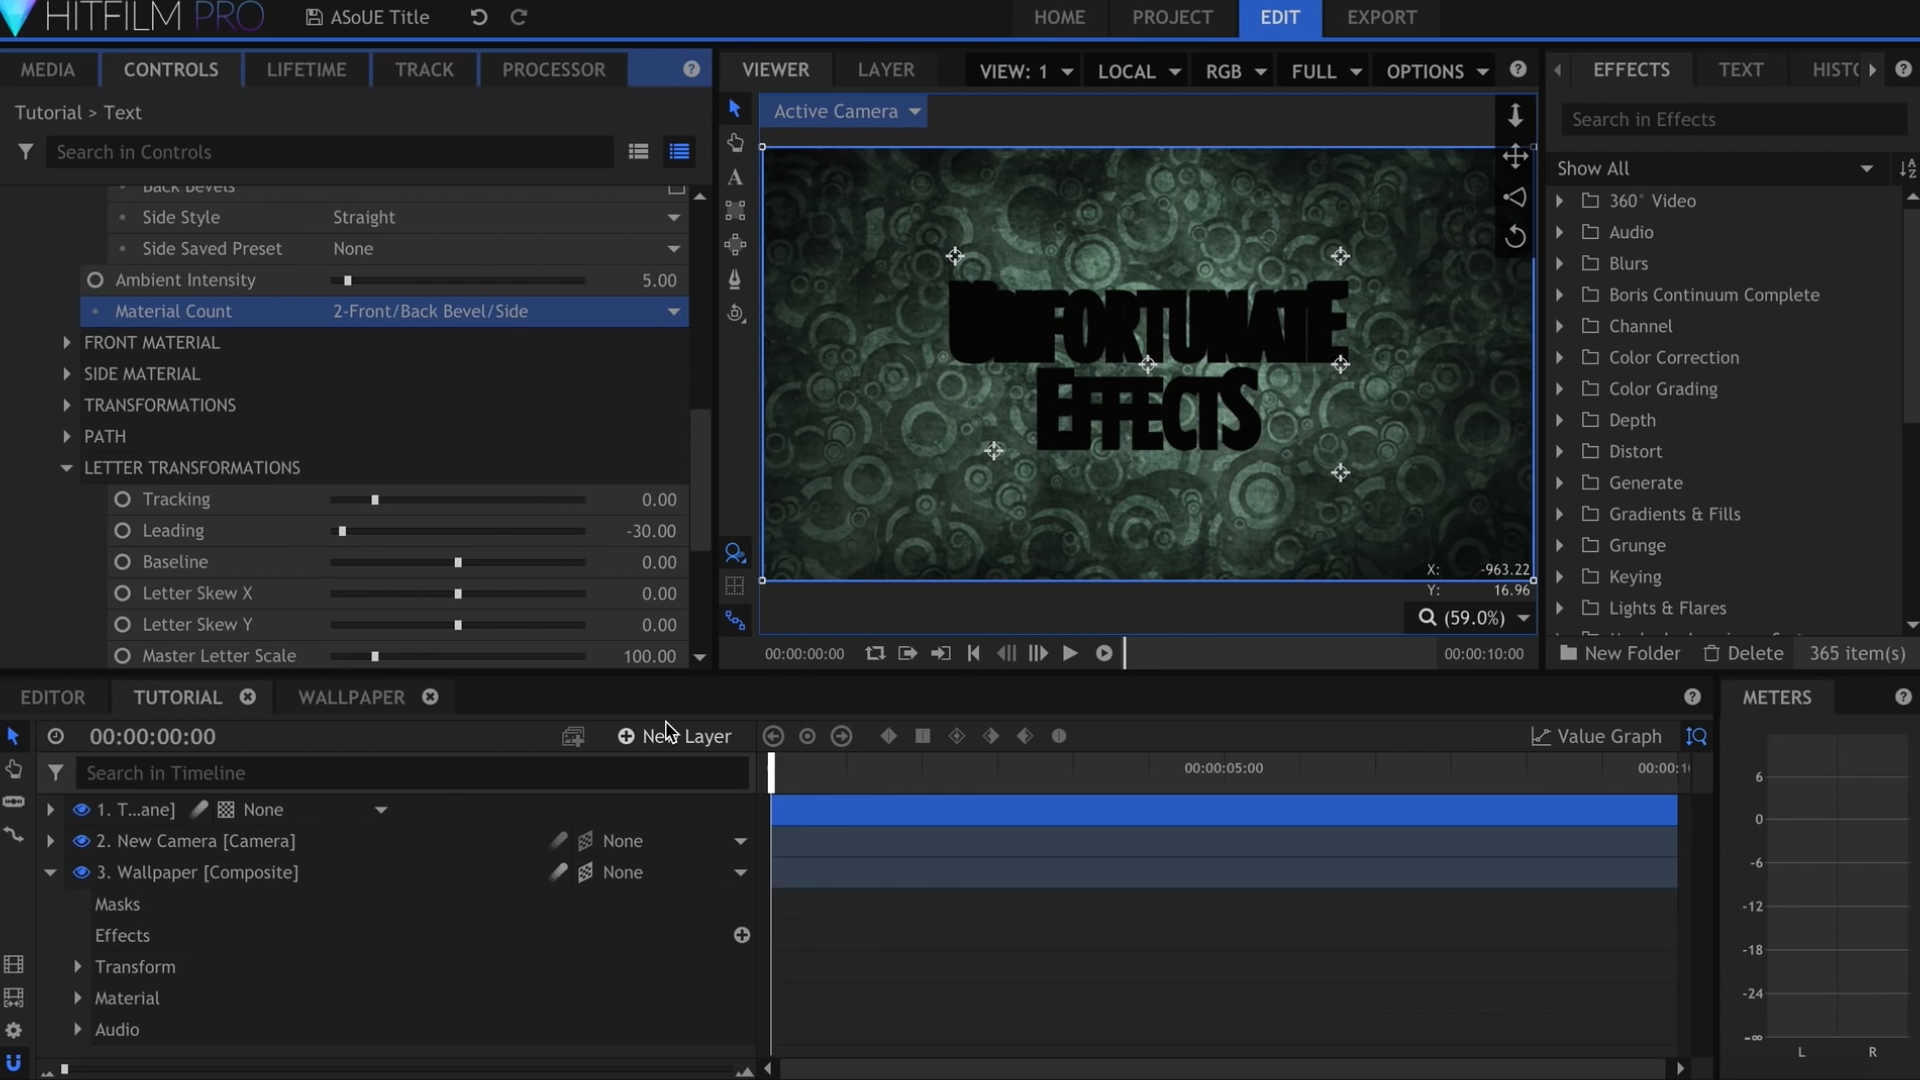 HITFILM PRO
ASoUE Title
HOME
PROJECT
EDIT
EXPORT
MEDIA
CONTROLS
LIFETIME
TRACK
PROCESSOR
Tutorial > Text
Search in Controls
Back Bevels
Side Style Straight
Side Saved Preset None
Ambient Intensity 5.00
Material Count 2-Front/Back Bevel/Side
FRONT MATERIAL
SIDE MATERIAL
TRANSFORMATIONS
PATH
LETTER TRANSFORMATIONS
Tracking 0.00
Leading -30.00
Baseline 0.00
Letter Skew X 0.00
Letter Skew Y 0.00
Master Letter Scale 100.00
VIEWER
LAYER
VIEW: 1
LOCAL
RGB
FULL
OPTIONS
Active Camera
UNFORTUNATE
EFFECTS
X: -963.22
Y: 16.96
(59.0%)
00:00:00:00
00:00:10:00
EFFECTS
TEXT
HISTO
Search in Effects
Show All
360° Video
Audio
Blurs
Boris Continuum Complete
Channel
Color Correction
Color Grading
Depth
Distort
Generate
Gradients & Fills
Grunge
Keying
Lights & Flares
New Folder
Delete
365 item(s)
EDITOR
TUTORIAL
WALLPAPER
00:00:00:00
New Layer
Value Graph
Search in Timeline
00:00:05:00
00:00:1
1. T...ane] None
2. New Camera [Camera] None
3. Wallpaper [Composite] None
Masks
Effects
Transform
Material
Audio
METERS
6
0
-6
-12
-18
-24
-∞
L R